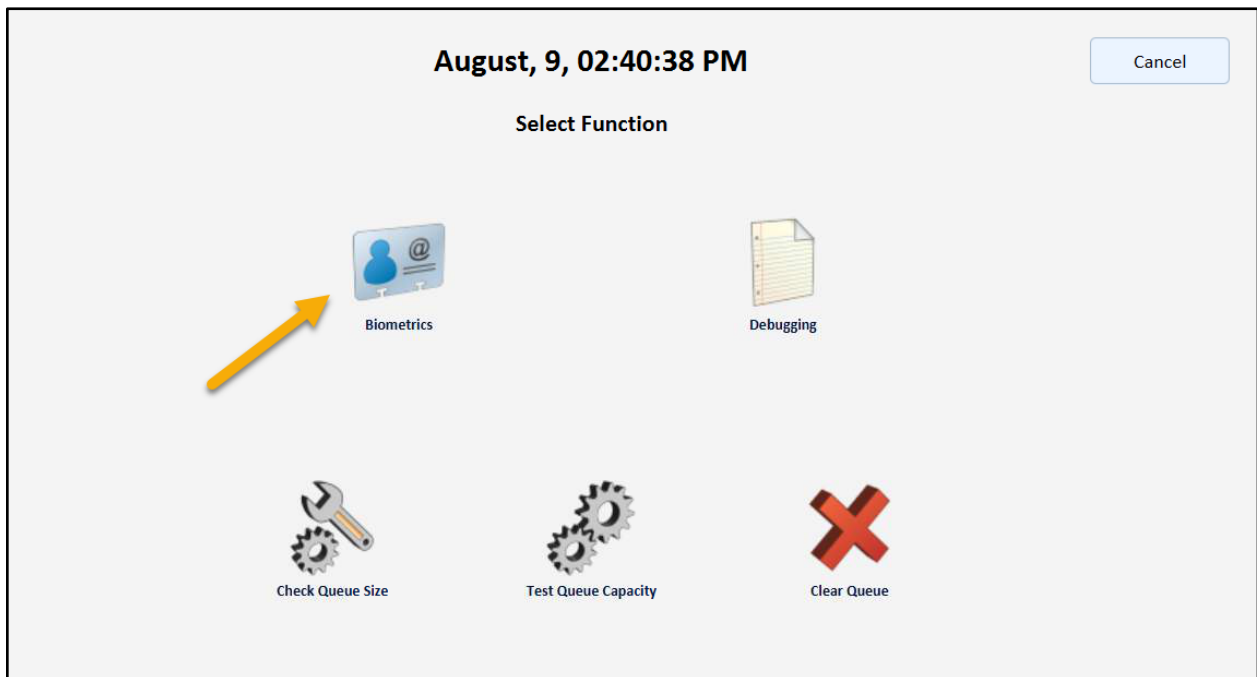 August, 9, 02:40:38 PM
Cancel
Select Function
@
Biometrics
Debugging
Check Queue Size
Test Queue Capacity
Clear Queue